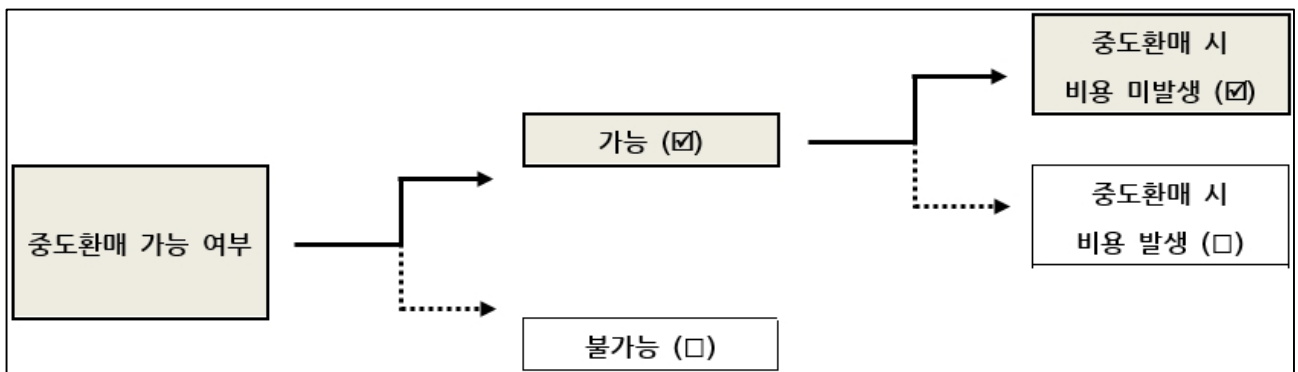 중도환매 가능 여부
가능 (☑)
불가능 (□)
중도환매 시
비용 미발생 (☑)
중도환매 시
비용 발생 (□)